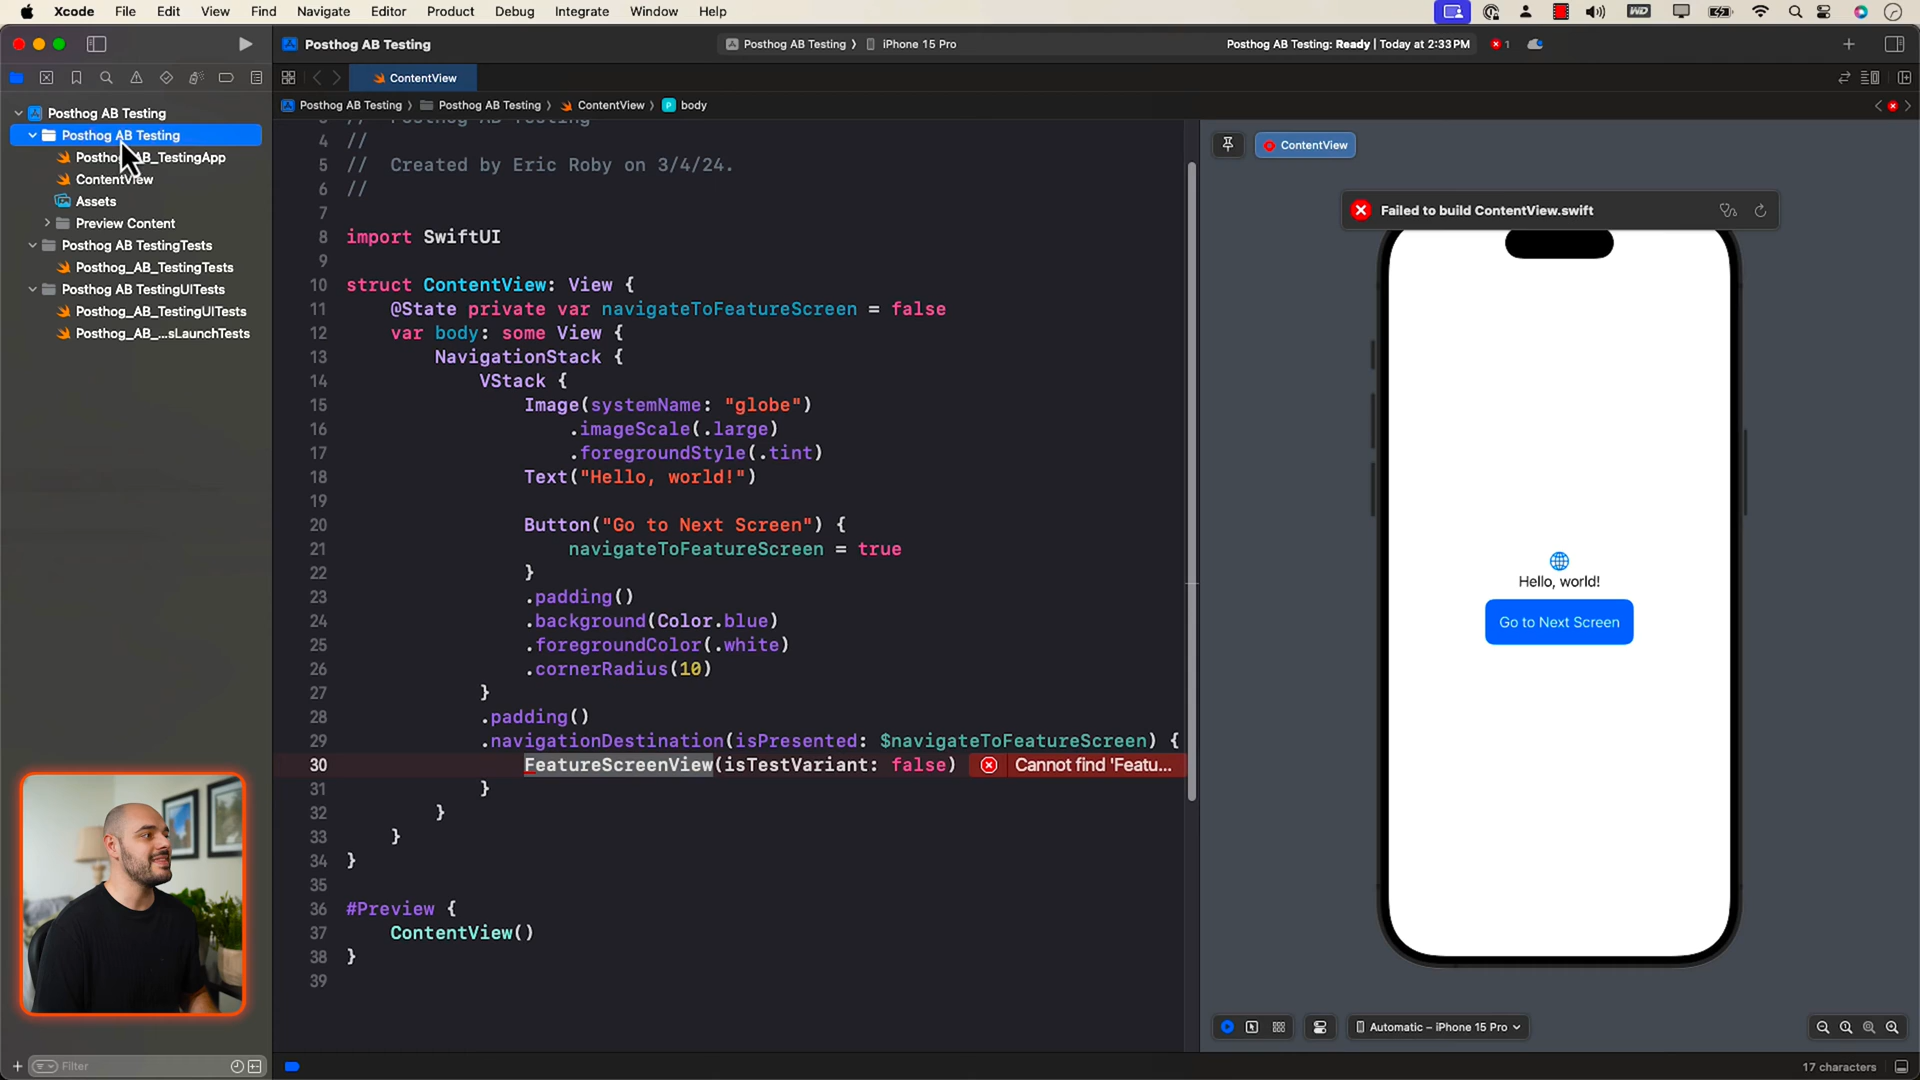 Xcode File Edit View Find Navigate Editor Product Debug Integrate Window Help
Posthog AB Testing
Posthog AB Testing 〉 iPhone 15 Pro
Posthog AB Testing: Ready | Today at 2:33 PM
1
ContentView
Posthog AB Testing 〉 Posthog AB Testing 〉 ContentView 〉 P body
Posthog AB Testing
Posthog AB Testing
Posthog_AB_TestingApp
ContentView
Assets
Preview Content
Posthog AB TestingTests
Posthog_AB_TestingTests
Posthog AB TestingUITests
Posthog_AB_TestingUITests
Posthog_AB_...sLaunchTests
Filter
3 // Posthog AB Testing
4 //
5 // Created by Eric Roby on 3/4/24.
6 //
7
8 import SwiftUI
9
10 struct ContentView: View {
11 @State private var navigateToFeatureScreen = false
12 var body: some View {
13 NavigationStack {
14 VStack {
15 Image(systemName: "globe")
16 .imageScale(.large)
17 .foregroundStyle(.tint)
18 Text("Hello, world!")
19
20 Button("Go to Next Screen") {
21 navigateToFeatureScreen = true
22 }
23 .padding()
24 .background(Color.blue)
25 .foregroundColor(.white)
26 .cornerRadius(10)
27 }
28 .padding()
29 .navigationDestination(isPresented: $navigateToFeatureScreen) {
30 FeatureScreenView(isTestVariant: false) Cannot find 'Featu...
31 }
32 }
33 }
34 }
35
36 #Preview {
37 ContentView()
38 }
39
ContentView
Failed to build ContentView.swift
Hello, world!
Go to Next Screen
Automatic – iPhone 15 Pro
17 characters